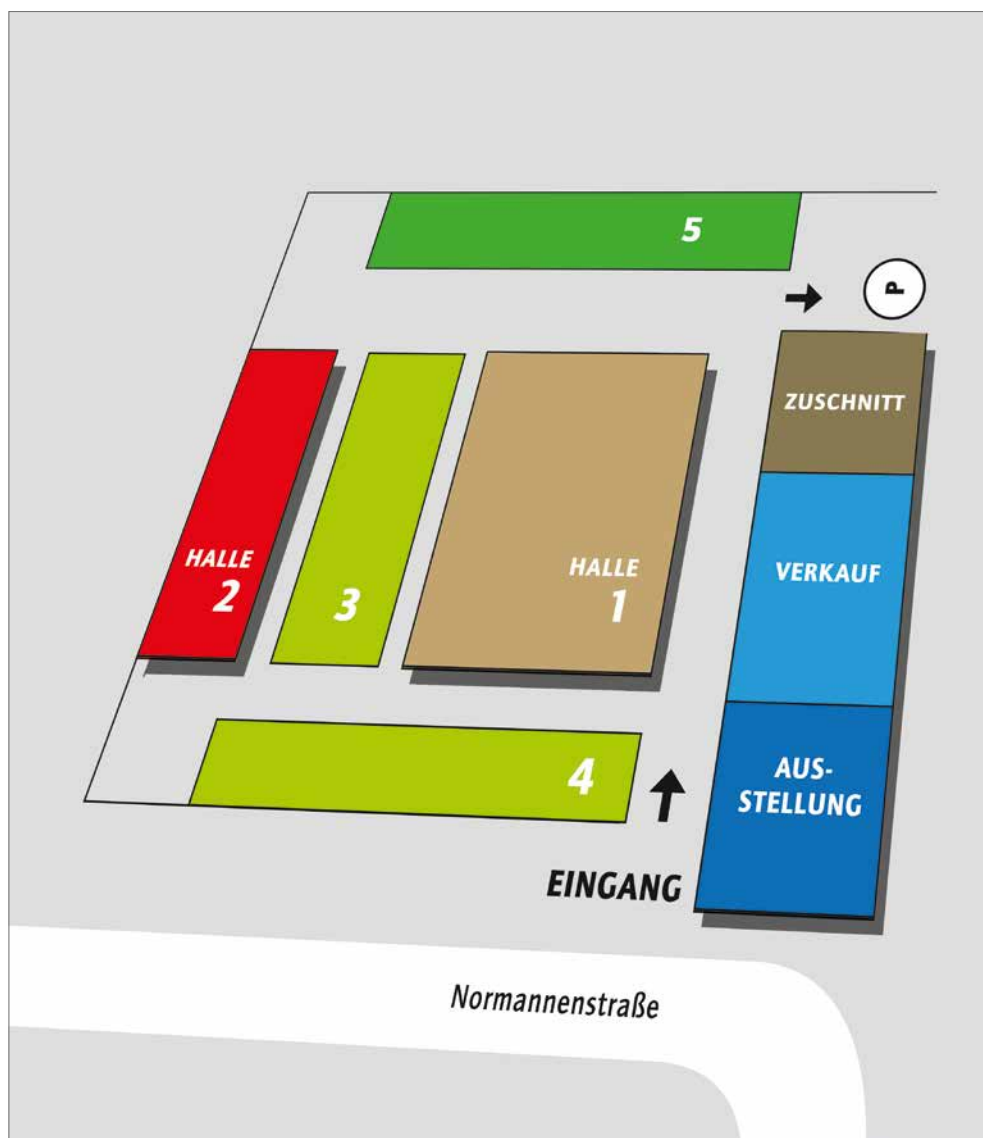 5
P
ZUSCHNITT
HALLE
2
3
HALLE
1
VERKAUF
4
AUS-
STELLUNG
EINGANG
Normannenstraße